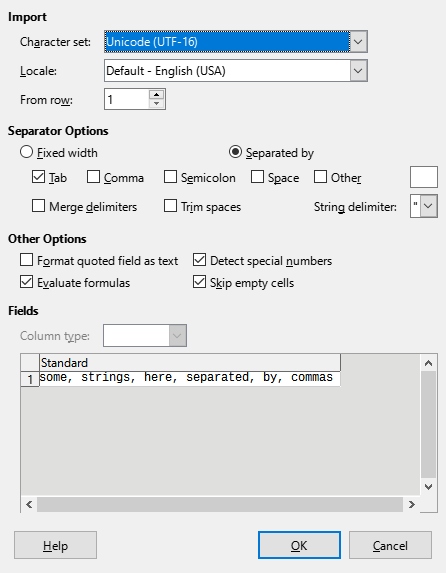 Import
Character set: Unicode (UTF-16)
Locale: Default - English (USA)
From row: 1
Separator Options
Fixed width Separated by
Tab Comma Semicolon Space Other
Merge delimiters Trim spaces String delimiter: "
Other Options
Format quoted field as text Detect special numbers
Evaluate formulas Skip empty cells
Fields
Column type:
Standard
1 some, strings, here, separated, by, commas
Help OK Cancel